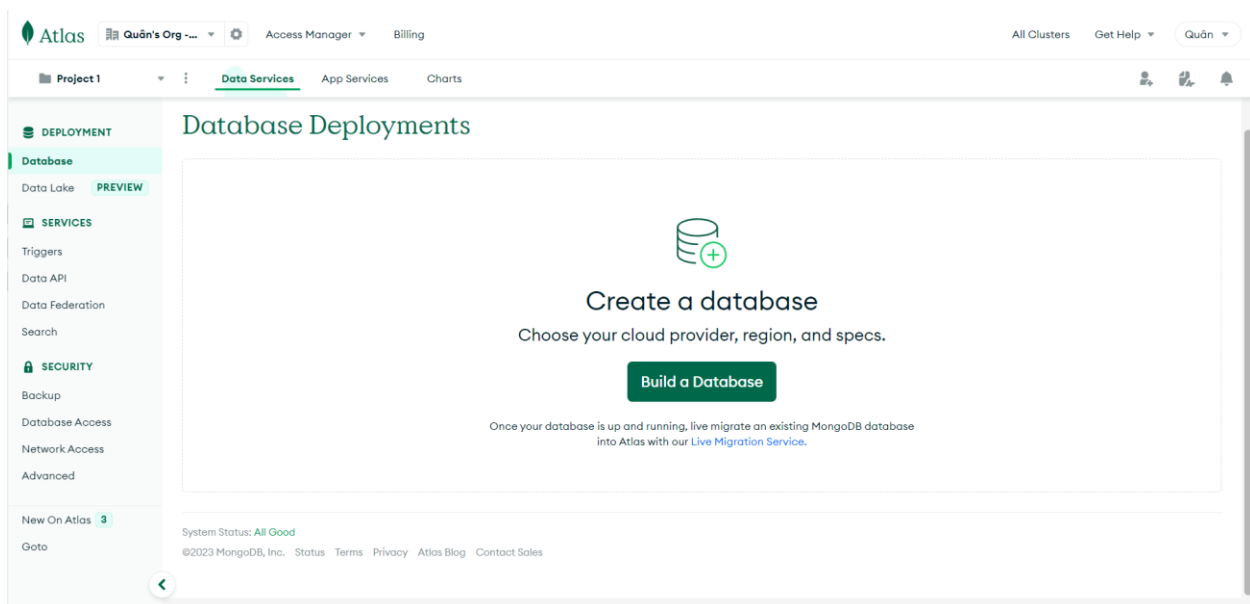 Atlas Quân's Org -... Access Manager Billing All Clusters Get Help Quân
Project 1 Data Services App Services Charts
DEPLOYMENT
Database
Data Lake PREVIEW
SERVICES
Triggers
Data API
Data Federation
Search
SECURITY
Backup
Database Access
Network Access
Advanced
New On Atlas 3
Goto
Database Deployments
Create a database
Choose your cloud provider, region, and specs.
Build a Database
Once your database is up and running, live migrate an existing MongoDB database
into Atlas with our Live Migration Service.
System Status: All Good
©2023 MongoDB, Inc. Status Terms Privacy Atlas Blog Contact Sales